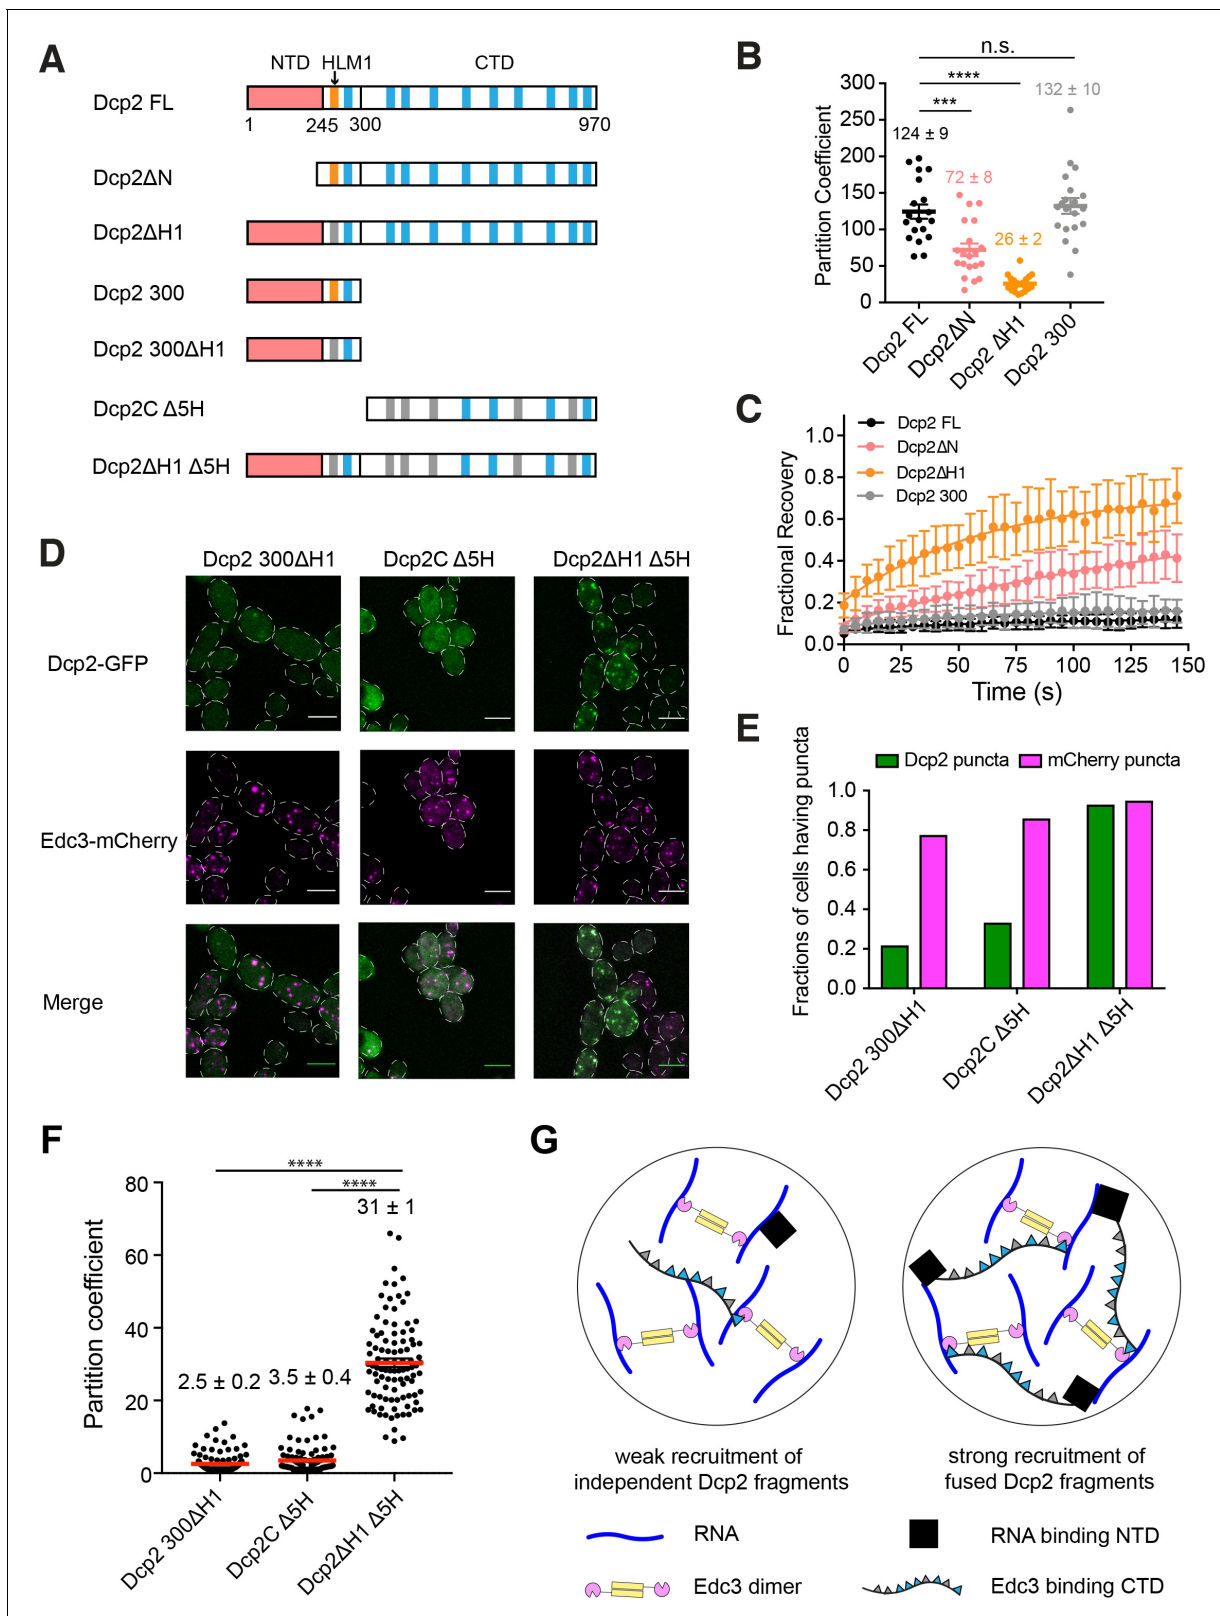 A
NTD HLM1 CTD
Dcp2 FL
1 245 300 970
Dcp2ΔN
Dcp2ΔH1
Dcp2 300
Dcp2 300ΔH1
Dcp2C Δ5H
Dcp2ΔH1 Δ5H
B
n.s.
****
***
Partition Coefficient
300
250
200
150
100
50
0
124 ± 9
72 ± 8
26 ± 2
132 ± 10
Dcp2 FL
Dcp2ΔN
Dcp2 ΔH1
Dcp2 300
C
Fractional Recovery
1.0
0.8
0.6
0.4
0.2
0.0
Dcp2 FL
Dcp2ΔN
Dcp2ΔH1
Dcp2 300
0 25 50 75 100 125 150
Time (s)
D
Dcp2 300ΔH1 Dcp2C Δ5H Dcp2ΔH1 Δ5H
Dcp2-GFP
Edc3-mCherry
Merge
E
Dcp2 puncta mCherry puncta
Fractions of cells having puncta
1.0
0.8
0.6
0.4
0.2
0.0
Dcp2 300ΔH1
Dcp2C Δ5H
Dcp2ΔH1 Δ5H
F
****
****
Partition coefficient
80
60
40
20
0
2.5 ± 0.2
3.5 ± 0.4
31 ± 1
Dcp2 300ΔH1
Dcp2C Δ5H
Dcp2ΔH1 Δ5H
G
weak recruitment of
independent Dcp2 fragments
strong recruitment of
fused Dcp2 fragments
RNA
RNA binding NTD
Edc3 dimer
Edc3 binding CTD